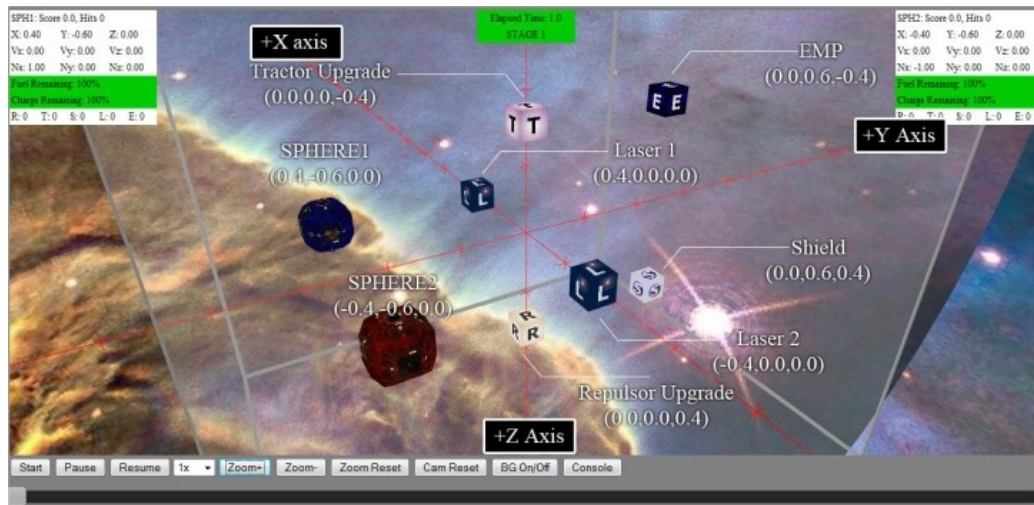 SPH1: Score 0.0, Hits 0
X: 0.40 Y: -0.60 Z: 0.00
Vx: 0.00 Vy: 0.00 Vz: 0.00
Nx: 1.00 Ny: 0.00 Nz: 0.00
Fuel Remaining: 100%
Charge Remaining: 100%
R: 0 T: 0 S: 0 L: 0 E: 0
Elapsed Time: 1.0
STAGE 1
SPH2: Score 0.0, Hits 0
X: -0.40 Y: -0.60 Z: 0.00
Vx: 0.00 Vy: 0.00 Vz: 0.00
Nx: -1.00 Ny: 0.00 Nz: 0.00
Fuel Remaining: 100%
Charge Remaining: 100%
R: 0 T: 0 S: 0 L: 0 E: 0
+X axis
EMP
(0.0,0.6,-0.4)
Tractor Upgrade
(0.0,0.0,-0.4)
E E
T T
+Y Axis
SPHERE1
(0.4,-0.6,0.0)
Laser 1
(0.4,0.0,0.0)
L
L
Shield
(0.0,0.6,0.4)
SPHERE2
(-0.4,-0.6,0.0)
L
L
S S
S
R
R R
Laser 2
(-0.4,0.0,0.0)
Repulsor Upgrade
(0.0,0.0,0.4)
+Z Axis
Start Pause Resume 1x Zoom+ Zoom- Zoom Reset Cam Reset BG On/Off Console